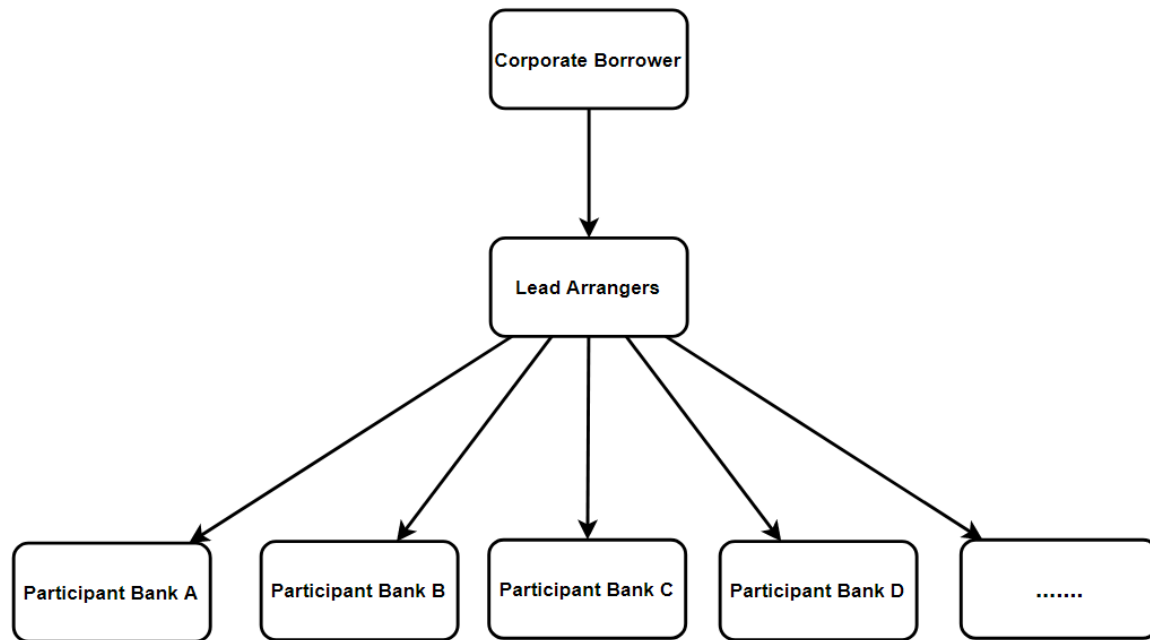 Corporate Borrower
Lead Arrangers
Participant Bank A
Participant Bank B
Participant Bank C
Participant Bank D
.......